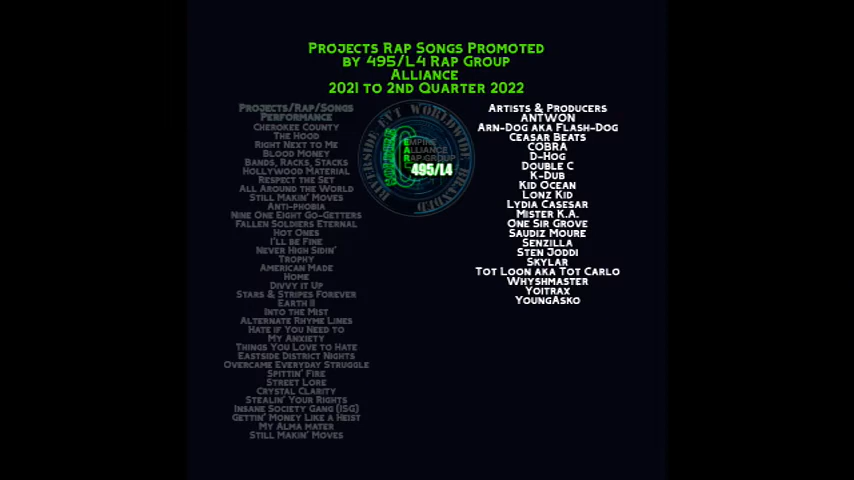 Projects Rap Songs Promoted
by 495/L4 Rap Group
Alliance
2021 to 2nd Quarter 2022
Projects/Rap/Songs
Performance
Cherokee County
The Hood
Right Next to Me
Blood Money
Bands, Racks, Stacks
Hollywood Material
Respect the Set
All Around the World
Still Makin' Moves
Anti-phobia
Nine One Eight Go-Getters
Fallen Soldiers Eternal
Hot Ones
I'll be Fine
Never High Sidin'
Trophy
American Made
Home
Divvy it Up
Stars & Stripes Forever
Earth II
Into the Mist
Alternate Rhyme Lines
Hate if You Need to
My Anxiety
Things You Love to Hate
Eastside District Nights
Overcame Everyday Struggle
Spittin' Fire
Street Lore
Crystal Clarity
Stealin' Your Rights
Insane Society Gang (ISG)
Gettin' Money Like a Heist
My Alma mater
Still Makin' Moves
Riverside Ent Worldwide Branded
Empire
Alliance
Rap Group
495/L4
Artists & Producers
ANTWON
Arn-Dog aka Flash-Dog
Ceasar Beats
COBRA
D-Hog
Double C
K-Dub
Kid Ocean
Lonz Kid
Lydia Casesar
Mister K.A.
One Sir Grove
Saudiz Moure
Senzilla
Sten Joddi
Skylar
Tot Loon aka Tot Carlo
Whyshmaster
Yoitrax
YoungAsko